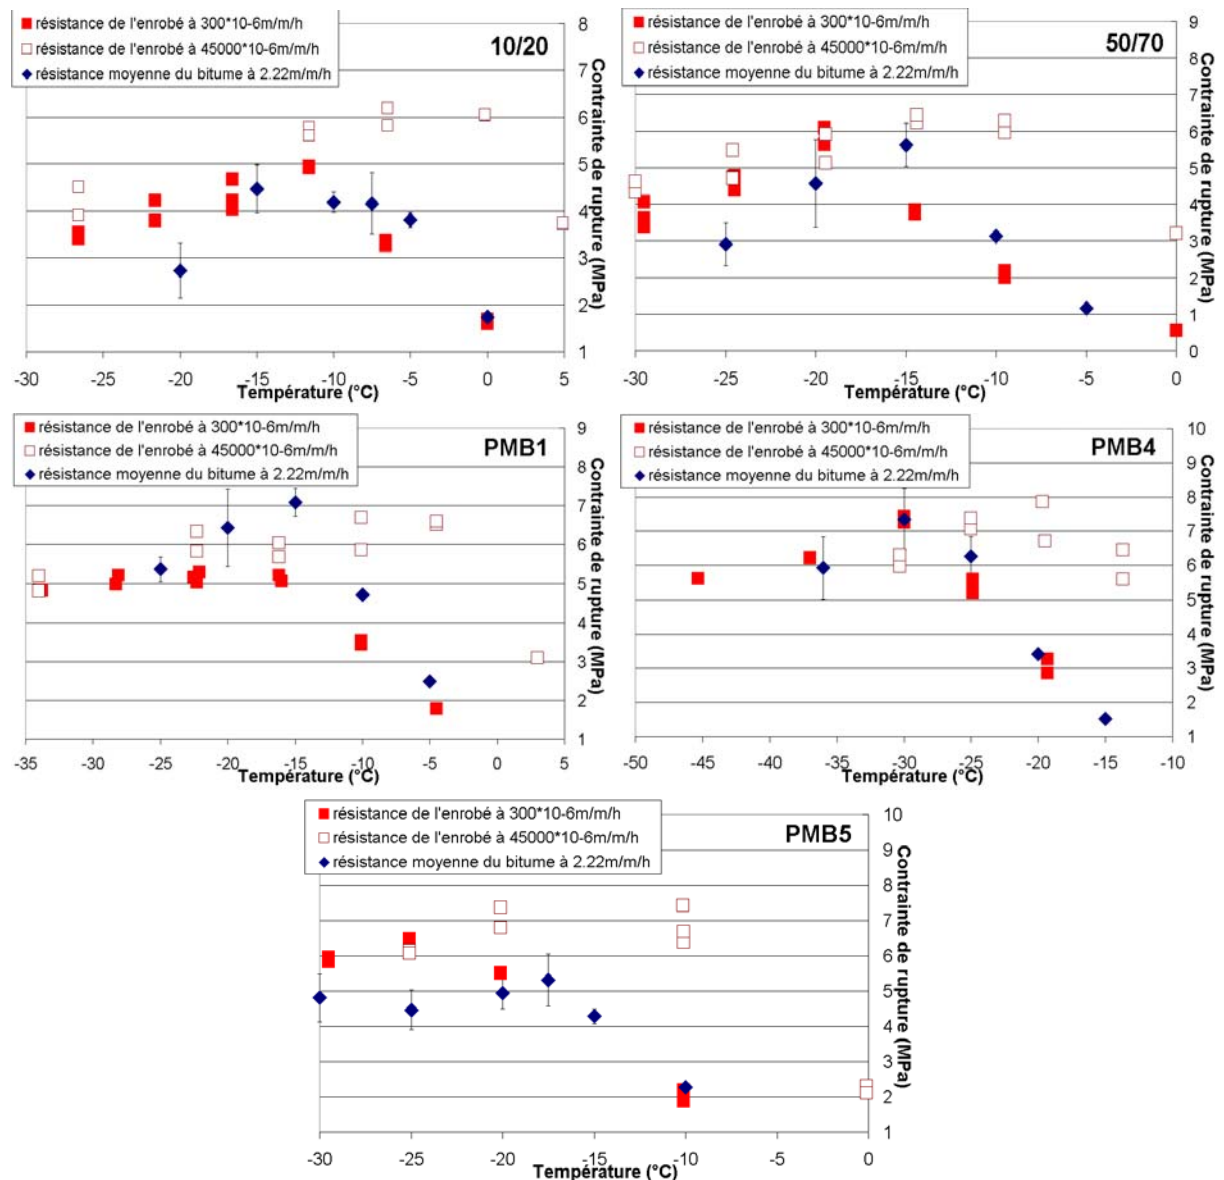 résistance de l'enrobé à 300*10-6m/m/h
résistance de l'enrobé à 45000*10-6m/m/h
résistance moyenne du bitume à 2.22m/m/h
10/20
8
7
6
5
4
3
2
1
Contrainte de rupture (MPa)
-30 -25 -20 -15 -10 -5 0 5
Température (°C)
résistance de l'enrobé à 300*10-6m/m/h
résistance de l'enrobé à 45000*10-6m/m/h
résistance moyenne du bitume à 2.22m/m/h
50/70
9
8
7
6
5
4
3
2
1
0
Contrainte de rupture (MPa)
-30 -25 -20 -15 -10 -5 0
Température (°C)
résistance de l'enrobé à 300*10-6m/m/h
résistance de l'enrobé à 45000*10-6m/m/h
résistance moyenne du bitume à 2.22m/m/h
PMB1
9
8
7
6
5
4
3
2
1
Contrainte de rupture (MPa)
-35 -30 -25 -20 -15 -10 -5 0 5
Température (°C)
résistance de l'enrobé à 300*10-6m/m/h
résistance de l'enrobé à 45000*10-6m/m/h
résistance moyenne du bitume à 2.22m/m/h
PMB4
10
9
8
7
6
5
4
3
2
1
Contrainte de rupture (MPa)
-50 -45 -40 -35 -30 -25 -20 -15 -10
Température (°C)
résistance de l'enrobé à 300*10-6m/m/h
résistance de l'enrobé à 45000*10-6m/m/h
résistance moyenne du bitume à 2.22m/m/h
PMB5
10
9
8
7
6
5
4
3
2
1
Contrainte de rupture (MPa)
-30 -25 -20 -15 -10 -5 0
Température (°C)